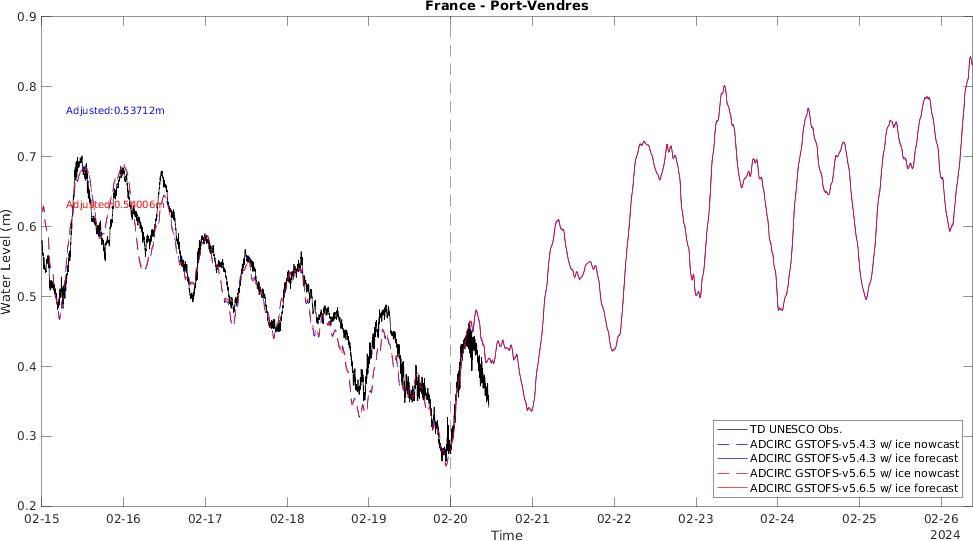 France - Port-Vendres
0.9
0.8
0.7
0.6
0.5
0.4
0.3
0.2
Water Level (m)
Adjusted:0.53712m
Adjusted:0.54006m
TD UNESCO Obs.
ADCIRC GSTOFS-v5.4.3 w/ ice nowcast
ADCIRC GSTOFS-v5.4.3 w/ ice forecast
ADCIRC GSTOFS-v5.6.5 w/ ice nowcast
ADCIRC GSTOFS-v5.6.5 w/ ice forecast
02-15 02-16 02-17 02-18 02-19 02-20 02-21 02-22 02-23 02-24 02-25 02-26
Time
2024